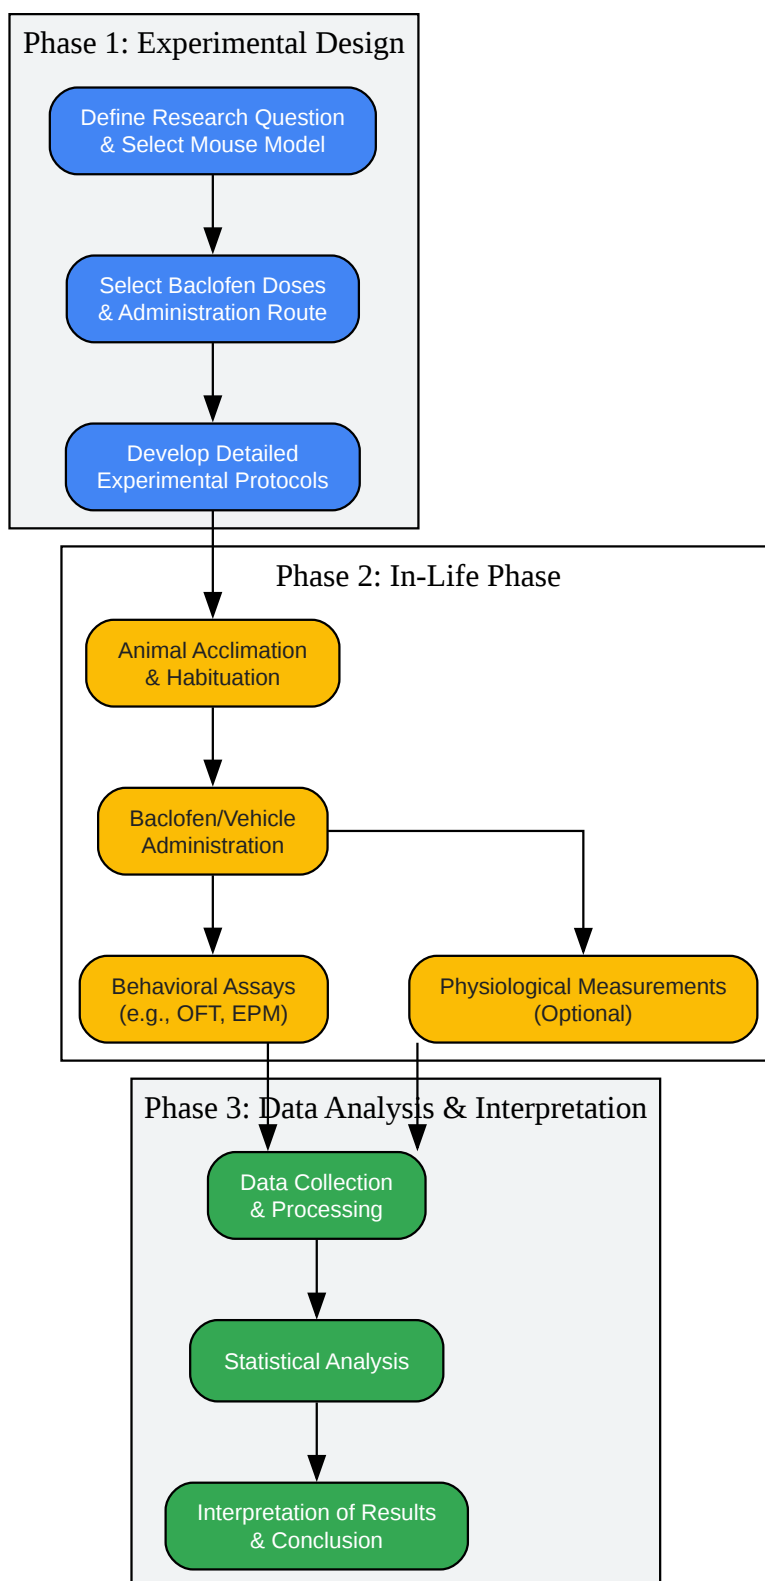 Phase 1: Experimental Design
Define Research Question
& Select Mouse Model
Select Baclofen Doses
& Administration Route
Develop Detailed
Experimental Protocols
Phase 2: In-Life Phase
Animal Acclimation
& Habituation
Baclofen/Vehicle
Administration
Behavioral Assays
(e.g., OFT, EPM)
Physiological Measurements
(Optional)
Phase 3: Data Analysis & Interpretation
Data Collection
& Processing
Statistical Analysis
Interpretation of Results
& Conclusion